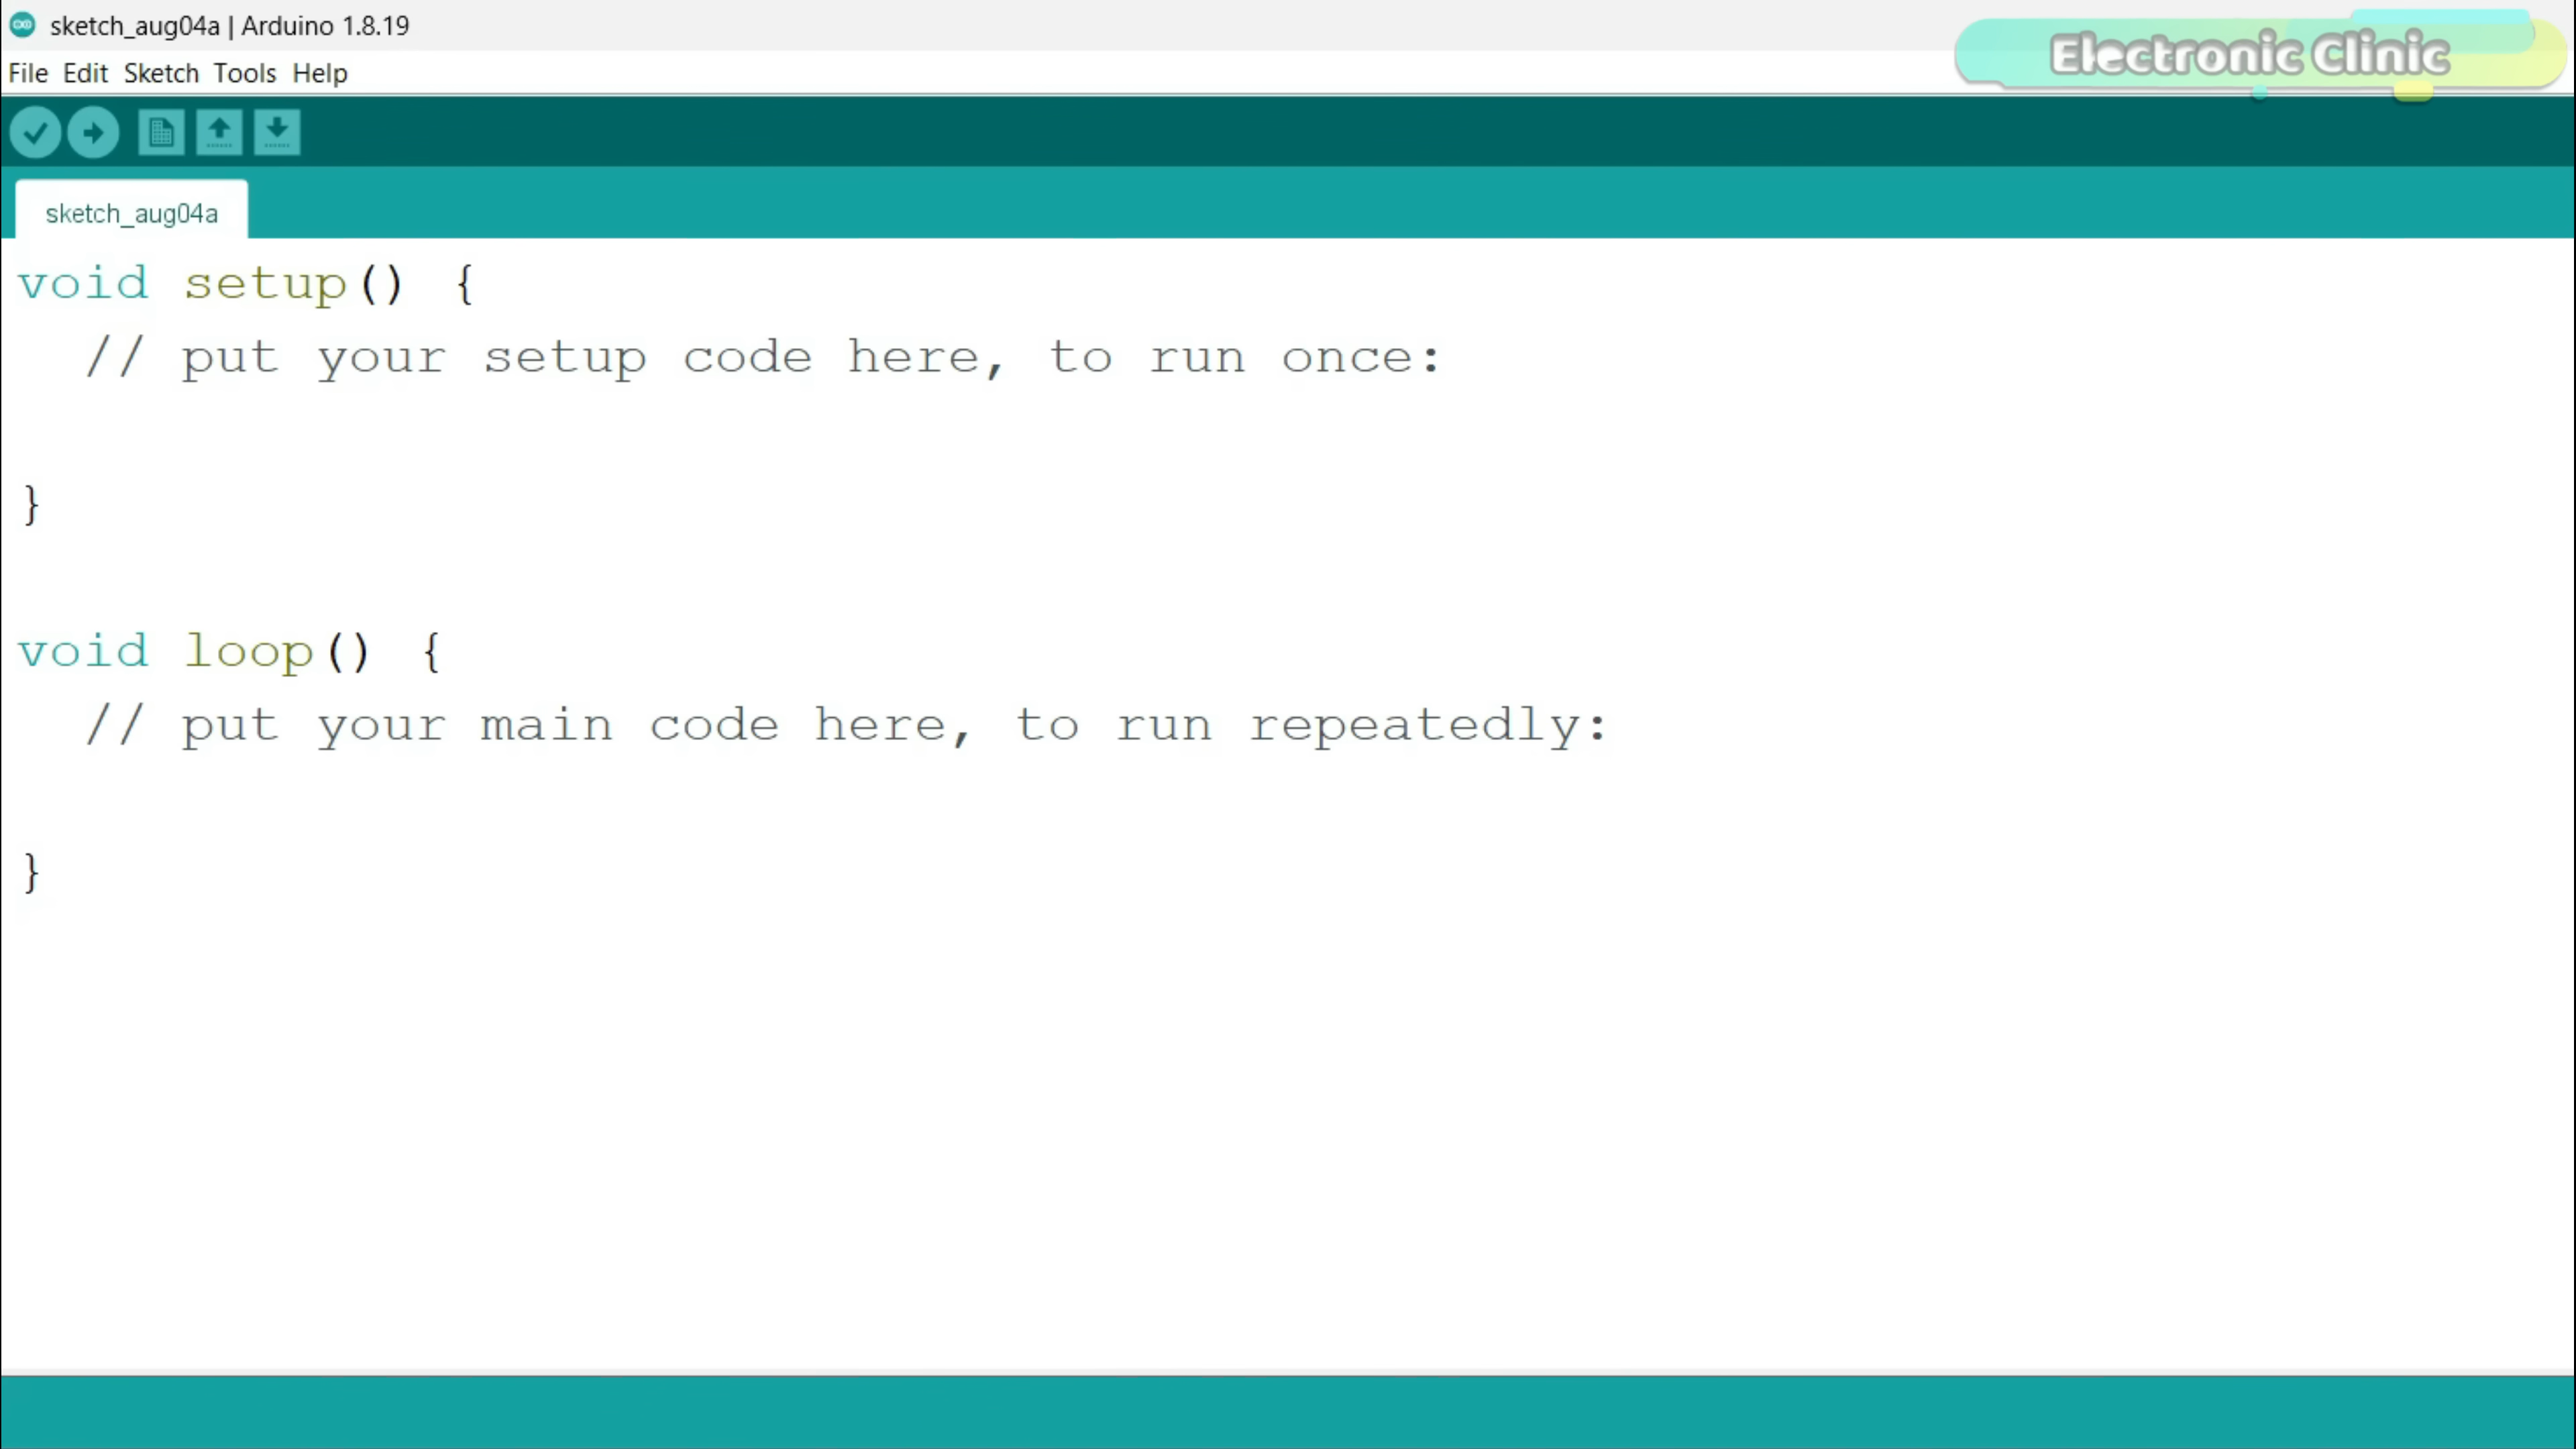 sketch_aug04a | Arduino 1.8.19
Electronic Clinic
File Edit Sketch Tools Help
sketch_aug04a
void setup() {
  // put your setup code here, to run once:
}
void loop() {
  // put your main code here, to run repeatedly:
}